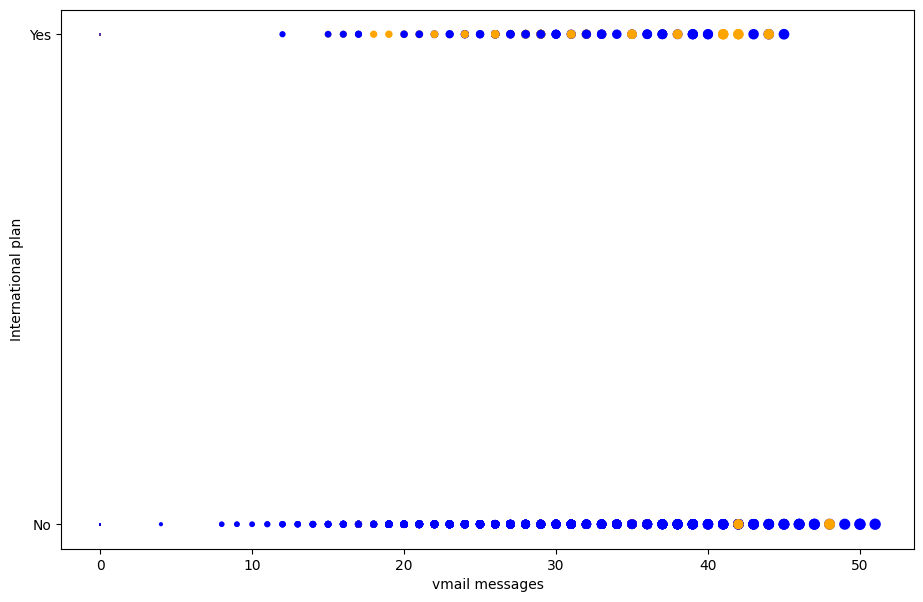 Yes
International plan
No
0 10 20 30 40 50
vmail messages